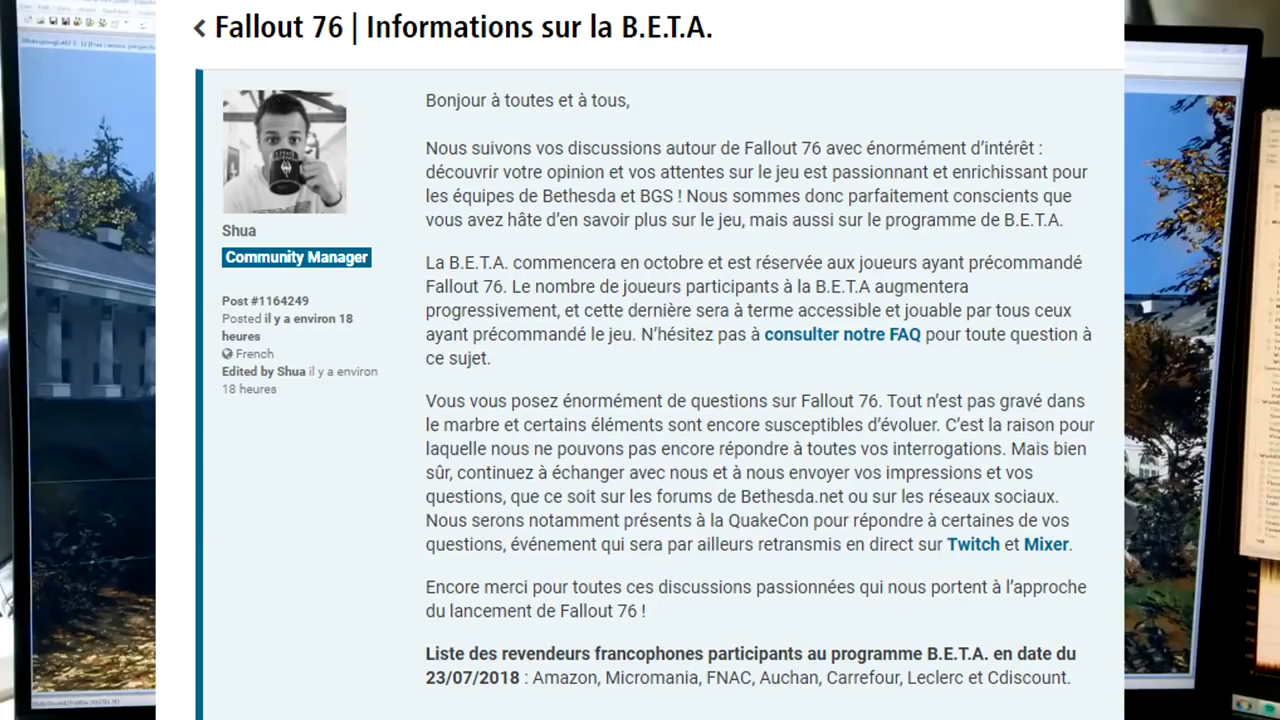 Fallout 76 | Informations sur la B.E.T.A.
Shua
Community Manager
Post #1164249
Posted il y a environ 18
heures
French
Edited by Shua il y a environ
18 heures
Bonjour à toutes et à tous,
Nous suivons vos discussions autour de Fallout 76 avec énormément d’intérêt :
découvrir votre opinion et vos attentes sur le jeu est passionnant et enrichissant pour
les équipes de Bethesda et BGS ! Nous sommes donc parfaitement conscients que
vous avez hâte d’en savoir plus sur le jeu, mais aussi sur le programme de B.E.T.A.
La B.E.T.A. commencera en octobre et est réservée aux joueurs ayant précommandé
Fallout 76. Le nombre de joueurs participants à la B.E.T.A augmentera
progressivement, et cette dernière sera à terme accessible et jouable par tous ceux
ayant précommandé le jeu. N’hésitez pas à consulter notre FAQ pour toute question à
ce sujet.
Vous vous posez énormément de questions sur Fallout 76. Tout n’est pas gravé dans
le marbre et certains éléments sont encore susceptibles d’évoluer. C’est la raison pour
laquelle nous ne pouvons pas encore répondre à toutes vos interrogations. Mais bien
sûr, continuez à échanger avec nous et à nous envoyer vos impressions et vos
questions, que ce soit sur les forums de Bethesda.net ou sur les réseaux sociaux.
Nous serons notamment présents à la QuakeCon pour répondre à certaines de vos
questions, événement qui sera par ailleurs retransmis en direct sur Twitch et Mixer.
Encore merci pour toutes ces discussions passionnées qui nous portent à l’approche
du lancement de Fallout 76 !
Liste des revendeurs francophones participants au programme B.E.T.A. en date du
23/07/2018 : Amazon, Micromania, FNAC, Auchan, Carrefour, Leclerc et Cdiscount.